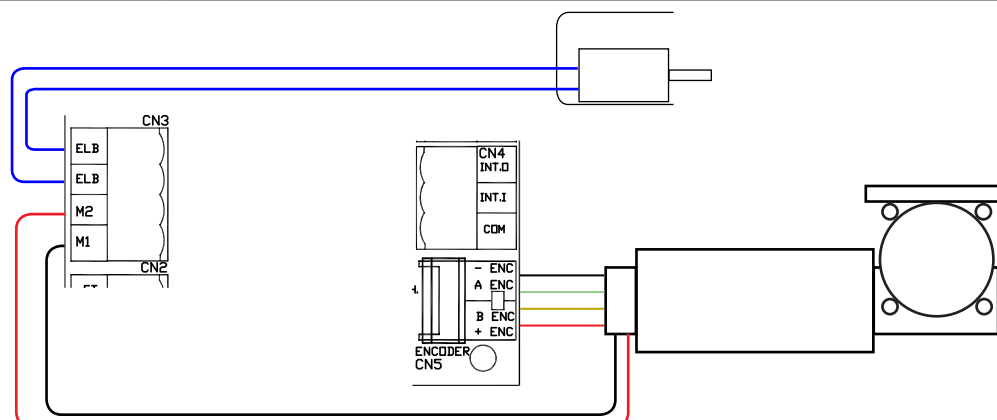 CN3
ELB
ELB
M2
M1
CN2
CN4
INT.O
INT.I
COM
- ENC
A ENC
B ENC
+ ENC
ENCODER
CN5